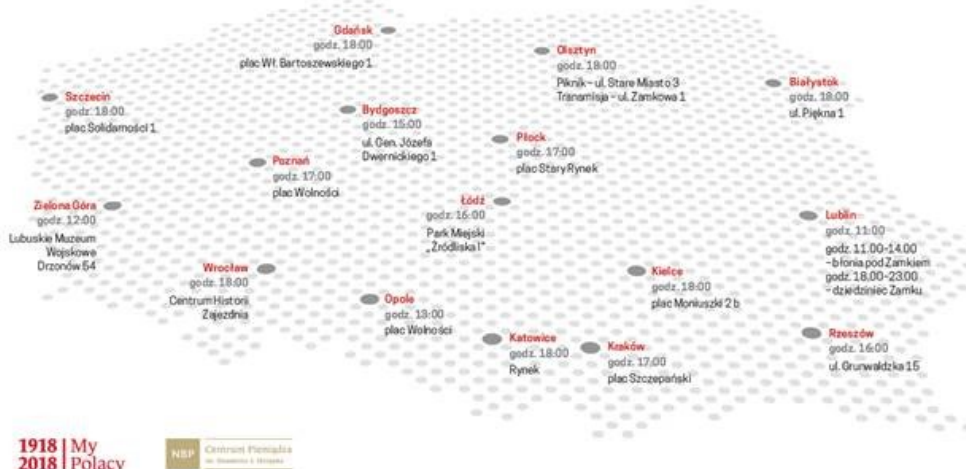 Gdańsk
godz. 18:00
plac Wł. Bartoszewskiego 1
Olsztyn
godz. 18:00
Piknik – ul. Stare Miasto 3
Transmisja – ul. Zamkowa 1
Białystok
godz. 18:00
ul. Piękna 1
Szczecin
godz. 18:00
plac Solidarności 1
Bydgoszcz
godz. 15:00
ul. Gen. Józefa
Dwernickiego 1
Płock
godz. 17:00
plac Stary Rynek
Poznań
godz. 17:00
plac Wolności
Zielona Góra
godz. 12:00
Lubuskie Muzeum
Wojskowe
Drzonów 54
Łódź
godz. 16:00
Park Miejski
„Źródliska I”
Lublin
godz. 11:00
godz. 11.00-14.00
– błonia pod Zamkiem
godz. 18.00-23.00
– dziedziniec Zamku
Wrocław
godz. 18:00
Centrum Historii
Zajezdnia
Kielce
godz. 18:00
plac Moniuszki 2 b
Opole
godz. 13:00
plac Wolności
Katowice
godz. 18:00
Rynek
Kraków
godz. 17:00
plac Szczepański
Rzeszów
godz. 16:00
ul. Grunwaldzka 15
1918 | My
2018 | Polacy
NBP Centrum Pieniądza